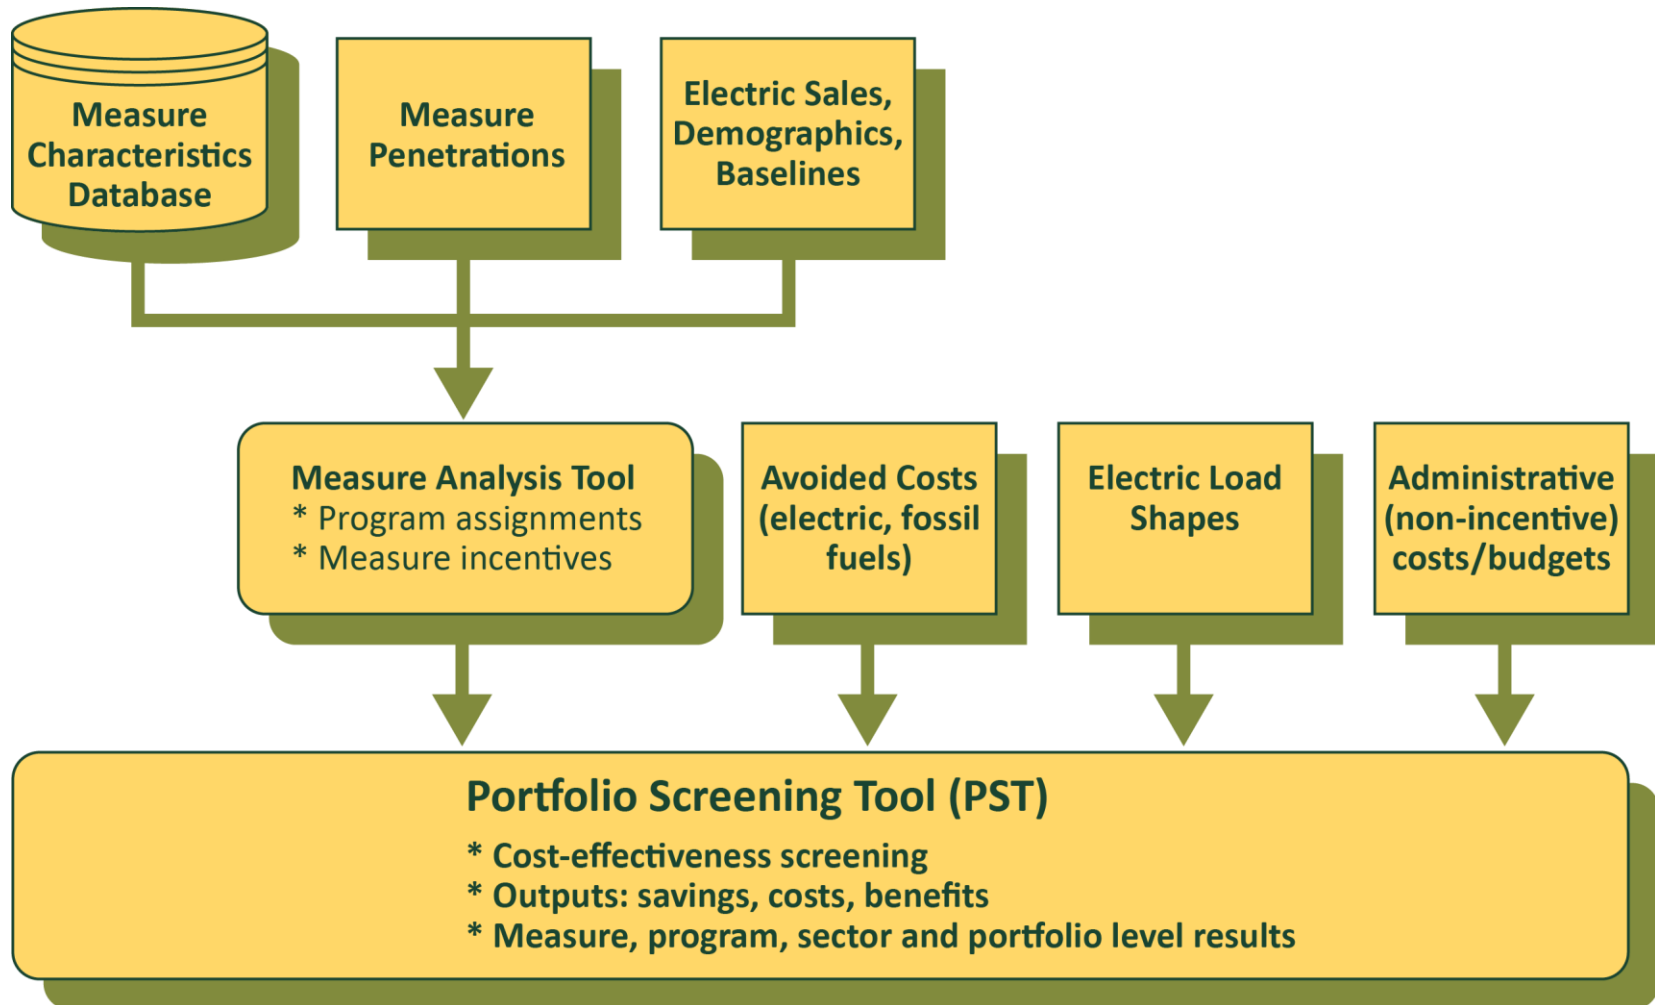 Measure
Characteristics
Database
Measure
Penetrations
Electric Sales,
Demographics,
Baselines
Measure Analysis Tool
* Program assignments
* Measure incentives
Avoided Costs
(electric, fossil
fuels)
Electric Load
Shapes
Administrative
(non-incentive)
costs/budgets
Portfolio Screening Tool (PST)
* Cost-effectiveness screening
* Outputs: savings, costs, benefits
* Measure, program, sector and portfolio level results